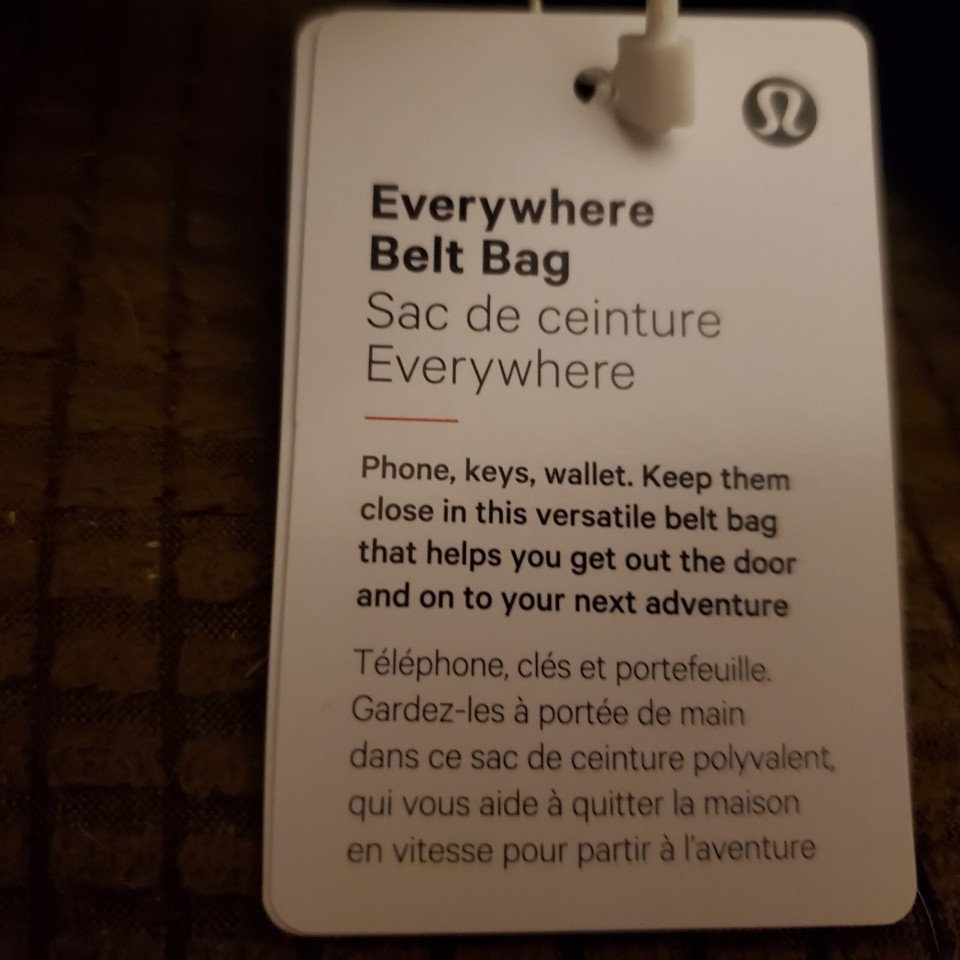 Everywhere
Belt Bag
Sac de ceinture
Everywhere
Phone, keys, wallet. Keep them
close in this versatile belt bag
that helps you get out the door
and on to your next adventure
Téléphone, clés et portefeuille.
Gardez-les à portée de main
dans ce sac de ceinture polyvalent,
qui vous aide à quitter la maison
en vitesse pour partir à l'aventure